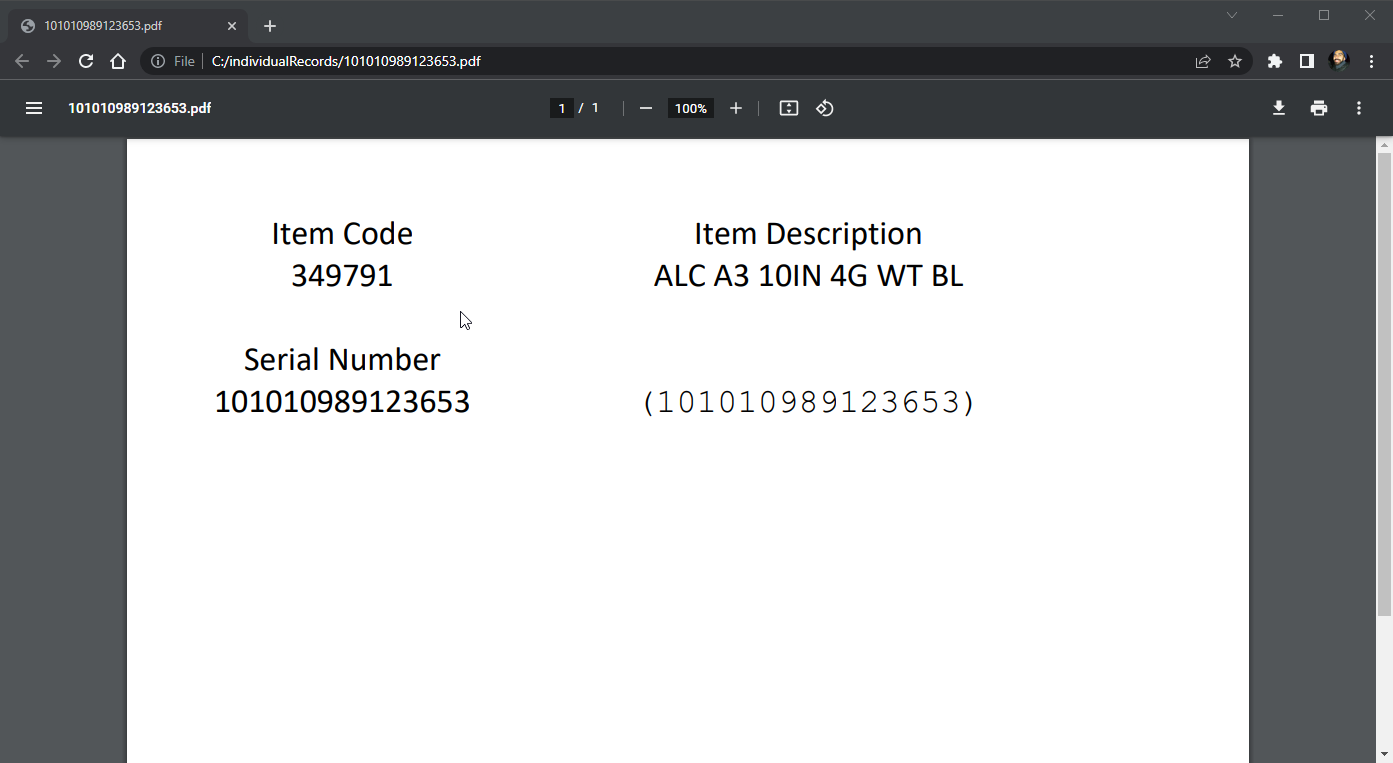 101010989123653.pdf
File C:/individualRecords/101010989123653.pdf
101010989123653.pdf
1 / 1
100%
Item Code
349791
Item Description
ALC A3 10IN 4G WT BL
Serial Number
101010989123653
(101010989123653)